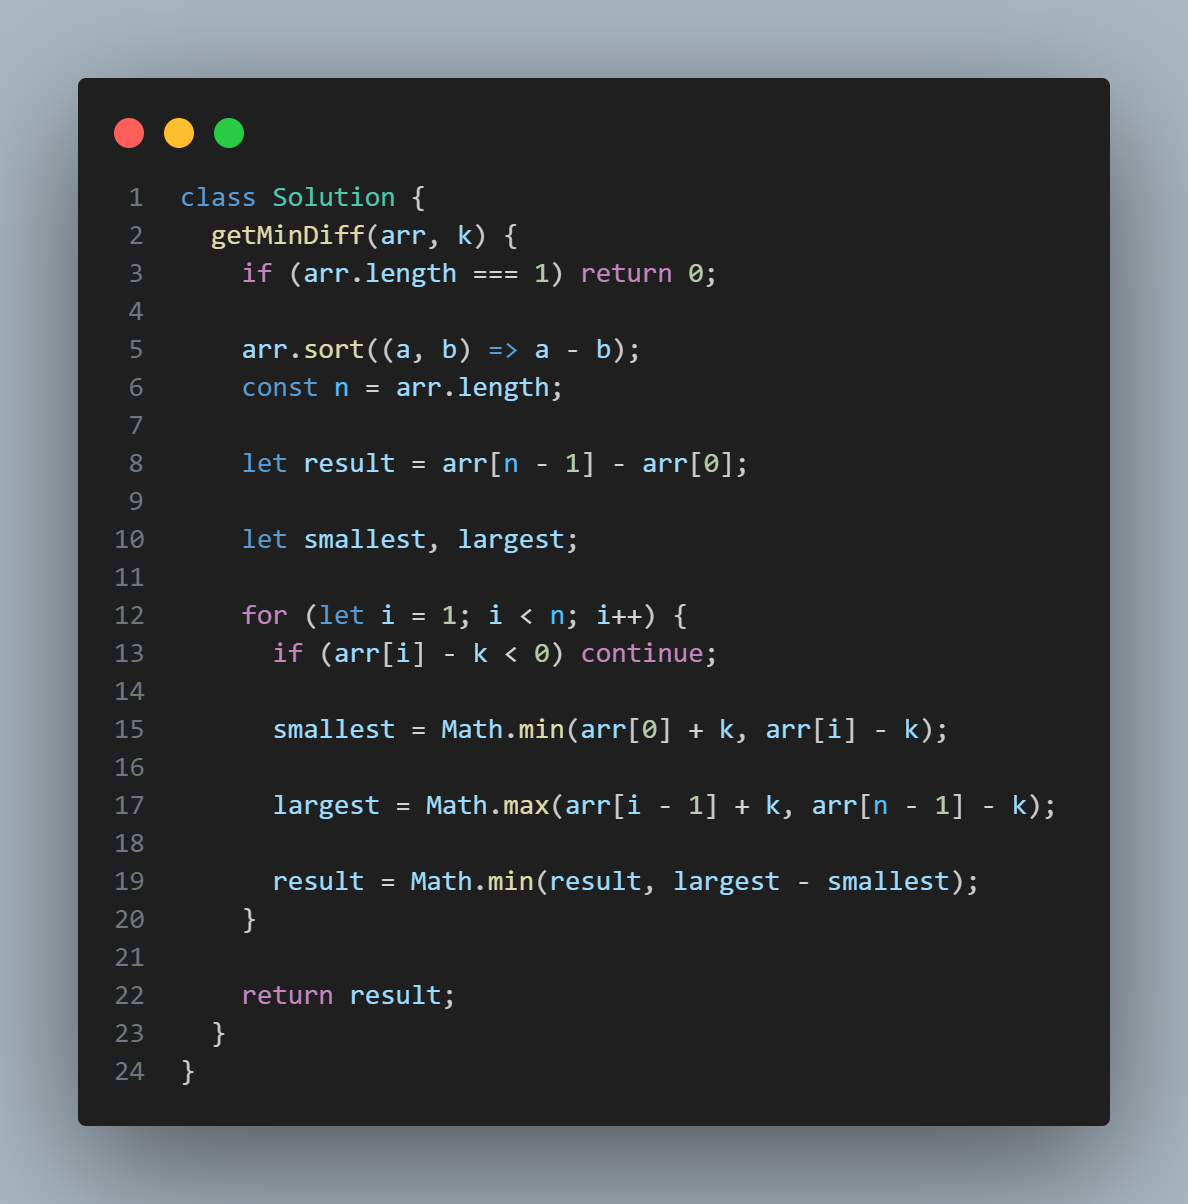 1 class Solution {
2   getMinDiff(arr, k) {
3     if (arr.length === 1) return 0;
4
5     arr.sort((a, b) => a - b);
6     const n = arr.length;
7
8     let result = arr[n - 1] - arr[0];
9
10     let smallest, largest;
11
12     for (let i = 1; i < n; i++) {
13       if (arr[i] - k < 0) continue;
14
15       smallest = Math.min(arr[0] + k, arr[i] - k);
16
17       largest = Math.max(arr[i - 1] + k, arr[n - 1] - k);
18
19       result = Math.min(result, largest - smallest);
20     }
21
22     return result;
23   }
24 }